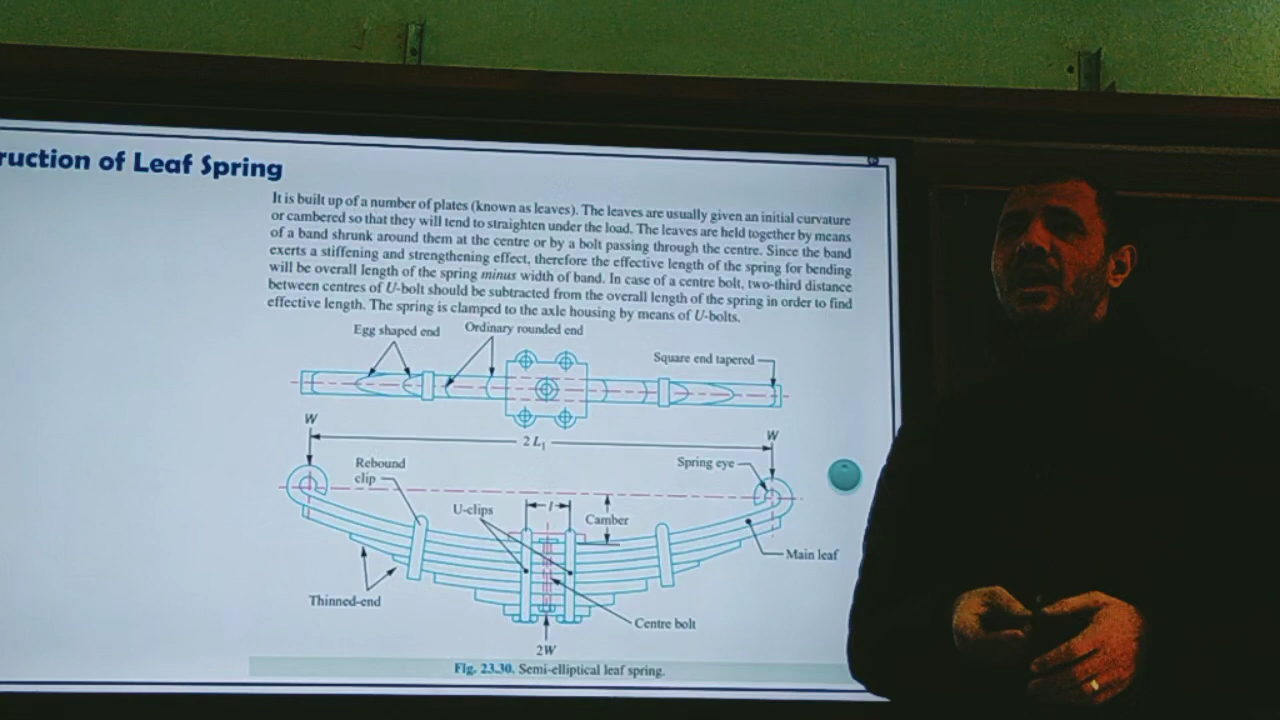 ruction of Leaf Spring
It is built up of a number of plates (known as leaves). The leaves are usually given an initial curvature
or cambered so that they will tend to straighten under the load. The leaves are held together by means
of a band shrunk around them at the centre or by a bolt passing through the centre. Since the band
exerts a stiffening and strengthening effect, therefore the effective length of the spring for bending
will be overall length of the spring minus width of band. In case of a centre bolt, two-third distance
between centres of U-bolt should be subtracted from the overall length of the spring in order to find
effective length. The spring is clamped to the axle housing by means of U-bolts.
Egg shaped end
Ordinary rounded end
Square end tapered
W
2 L₁
W
Rebound
clip
Spring eye
U-clips
l
Camber
Main leaf
Thinned-end
Centre bolt
2W
Fig. 23.30. Semi-elliptical leaf spring.